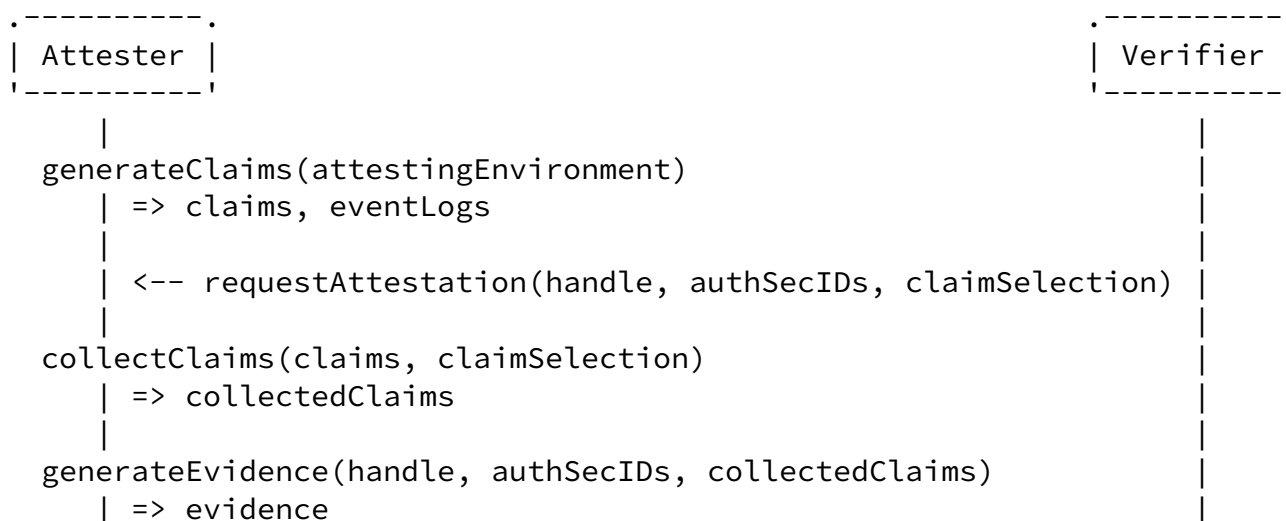 .----------.                                                .----------
| Attester |                                                | Verifier
'----------'                                                '----------
     |                                                           |
  generateClaims(attestingEnvironment)                           |
     | => claims, eventLogs                                      |
     |                                                           |
     | <-- requestAttestation(handle, authSecIDs, claimSelection) |
     |                                                           |
  collectClaims(claims, claimSelection)                          |
     | => collectedClaims                                        |
     |                                                           |
  generateEvidence(handle, authSecIDs, collectedClaims)          |
     | => evidence                                               |